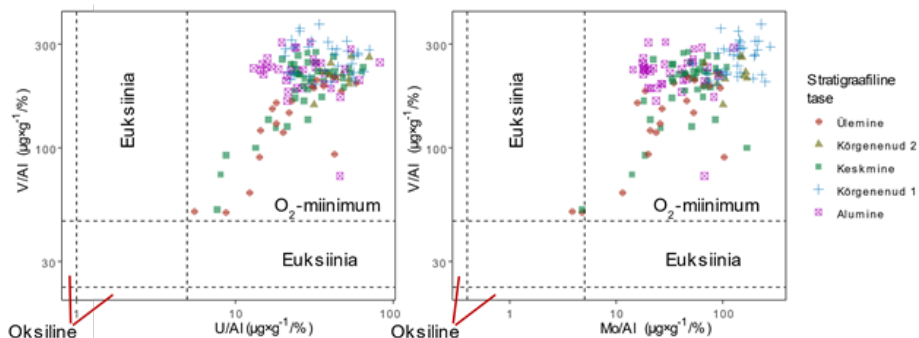 300
100
30
V/Al (µg×g⁻¹/%)
Euksiinia
O₂-miinimum
Euksiinia
Oksiline
1
10
100
U/Al (µg×g⁻¹/%)
300
100
30
V/Al (µg×g⁻¹/%)
Euksiinia
O₂-miinimum
Euksiinia
Oksiline
1
10
100
Mo/Al (µg×g⁻¹/%)
Stratigraafiline
tase
Ülemine
Kõrgenenud 2
Keskmine
Kõrgenenud 1
Alumine